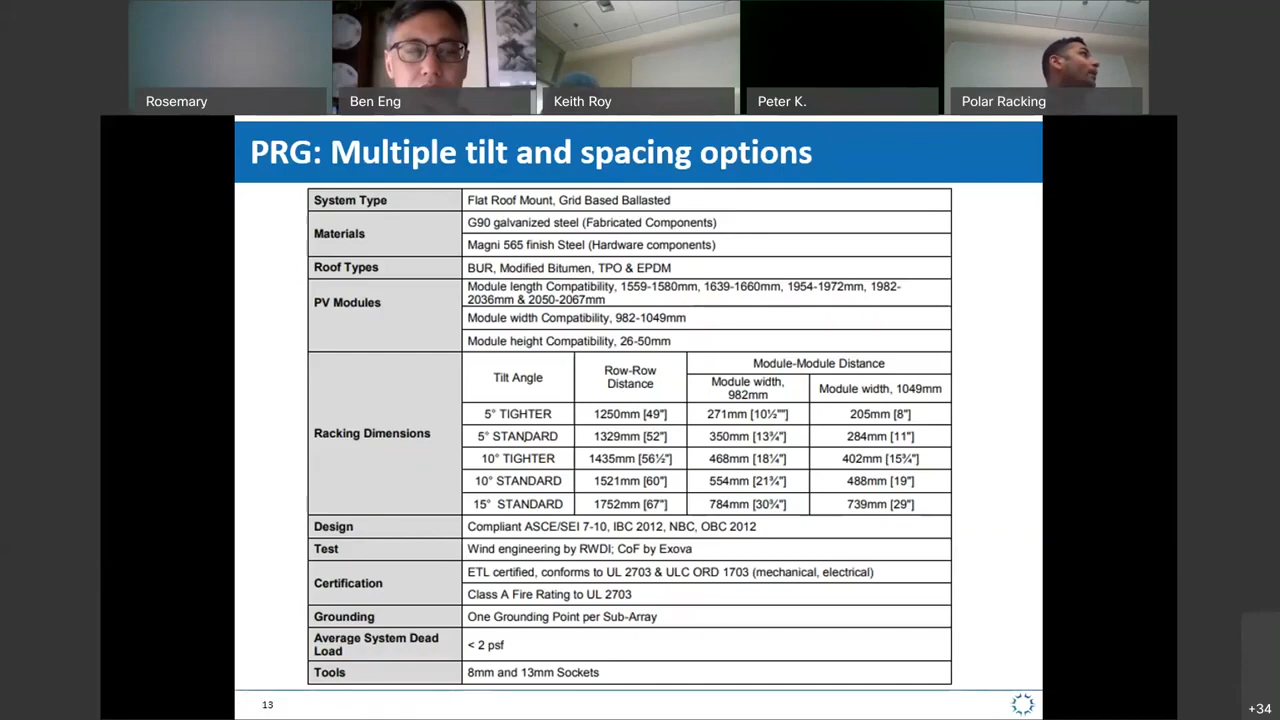 Rosemary
Ben Eng
Keith Roy
Peter K.
Polar Racking
PRG: Multiple tilt and spacing options
System Type
Flat Roof Mount, Grid Based Ballasted
Materials
G90 galvanized steel (Fabricated Components)
Magni 565 finish Steel (Hardware components)
Roof Types
BUR, Modified Bitumen, TPO & EPDM
PV Modules
Module length Compatibility, 1559-1580mm, 1639-1660mm, 1954-1972mm, 1982-
2036mm & 2050-2067mm
Module width Compatibility, 982-1049mm
Module height Compatibility, 26-50mm
Racking Dimensions
Tilt Angle
Row-Row
Distance
Module-Module Distance
Module width,
982mm
Module width, 1049mm
5° TIGHTER
1250mm [49"]
271mm [10½""]
205mm [8"]
5° STANDARD
1329mm [52"]
350mm [13¾"]
284mm [11"]
10° TIGHTER
1435mm [56½"]
468mm [18¼"]
402mm [15¾"]
10° STANDARD
1521mm [60"]
554mm [21¾"]
488mm [19"]
15° STANDARD
1752mm [67"]
784mm [30¾"]
739mm [29"]
Design
Compliant ASCE/SEI 7-10, IBC 2012, NBC, OBC 2012
Test
Wind engineering by RWDI; CoF by Exova
Certification
ETL certified, conforms to UL 2703 & ULC ORD 1703 (mechanical, electrical)
Class A Fire Rating to UL 2703
Grounding
One Grounding Point per Sub-Array
Average System Dead
Load
< 2 psf
Tools
8mm and 13mm Sockets
13
+34